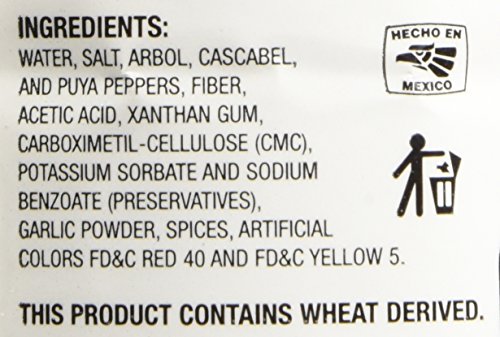 INGREDIENTS:
WATER, SALT, ARBOL, CASCABEL,
AND PUYA PEPPERS, FIBER,
ACETIC ACID, XANTHAN GUM,
CARBOXIMETIL-CELLULOSE (CMC),
POTASSIUM SORBATE AND SODIUM
BENZOATE (PRESERVATIVES),
GARLIC POWDER, SPICES, ARTIFICIAL
COLORS FD&C RED 40 AND FD&C YELLOW 5.
THIS PRODUCT CONTAINS WHEAT DERIVED.
HECHO EN
MEXICO